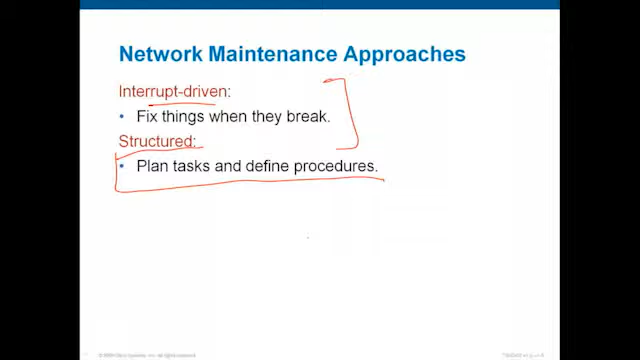 Network Maintenance Approaches
Interrupt-driven:
• Fix things when they break.
Structured:
• Plan tasks and define procedures.